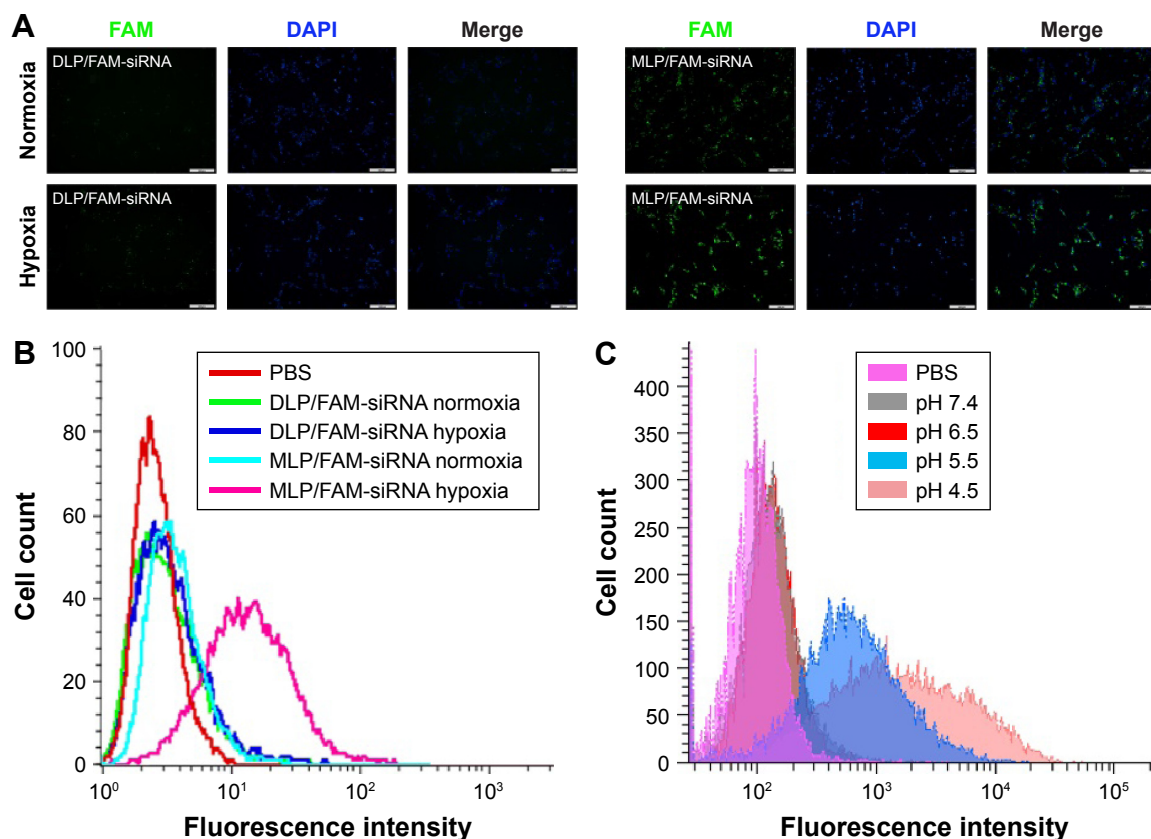 A
FAM DAPI Merge FAM DAPI Merge
Normoxia
DLP/FAM-siRNA MLP/FAM-siRNA
Hypoxia
DLP/FAM-siRNA MLP/FAM-siRNA
B
100
80
60
40
20
0
Cell count
PBS
DLP/FAM-siRNA normoxia
DLP/FAM-siRNA hypoxia
MLP/FAM-siRNA normoxia
MLP/FAM-siRNA hypoxia
10⁰ 10¹ 10² 10³
Fluorescence intensity
C
400
350
300
250
200
150
100
50
0
Cell count
PBS
pH 7.4
pH 6.5
pH 5.5
pH 4.5
10² 10³ 10⁴ 10⁵
Fluorescence intensity